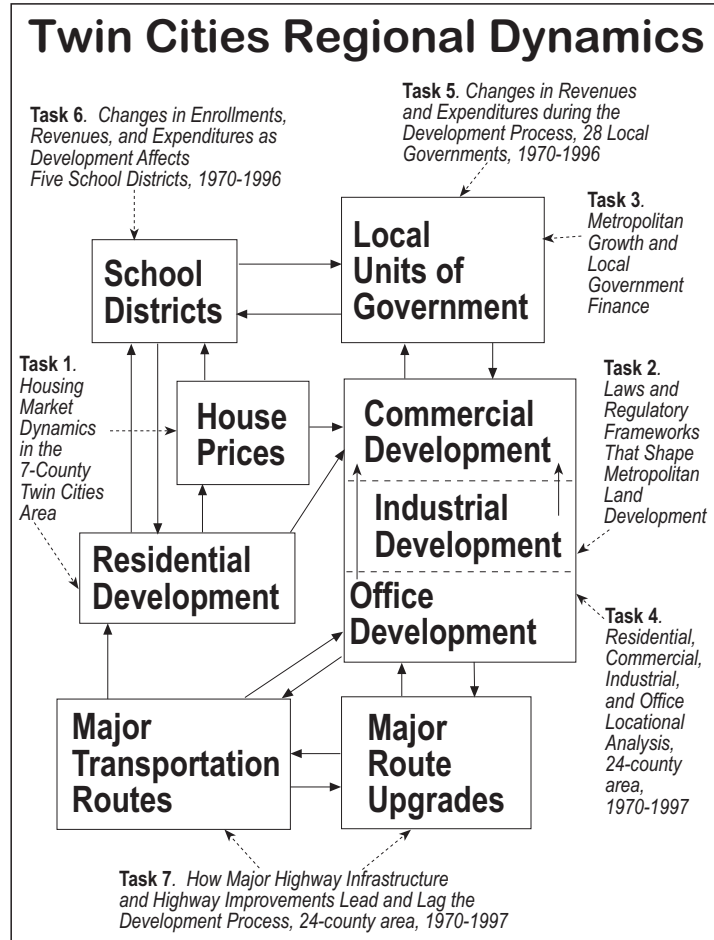 Twin Cities Regional Dynamics
Task 6. Changes in Enrollments,
Revenues, and Expenditures as
Development Affects
Five School Districts, 1970-1996
Task 5. Changes in Revenues
and Expenditures during the
Development Process, 28 Local
Governments, 1970-1996
Task 3.
Metropolitan
Growth and
Local
Government
Finance
School
Districts
Local
Units of
Government
Task 1.
Housing
Market
Dynamics
in the
7-County
Twin Cities
Area
House
Prices
Commercial
Development
Industrial
Development
Office
Development
Task 2.
Laws and
Regulatory
Frameworks
That Shape
Metropolitan
Land
Development
Residential
Development
Task 4.
Residential,
Commercial,
Industrial,
and Office
Locational
Analysis,
24-county
area,
1970-1997
Major
Transportation
Routes
Major
Route
Upgrades
Task 7. How Major Highway Infrastructure
and Highway Improvements Lead and Lag the
Development Process, 24-county area, 1970-1997